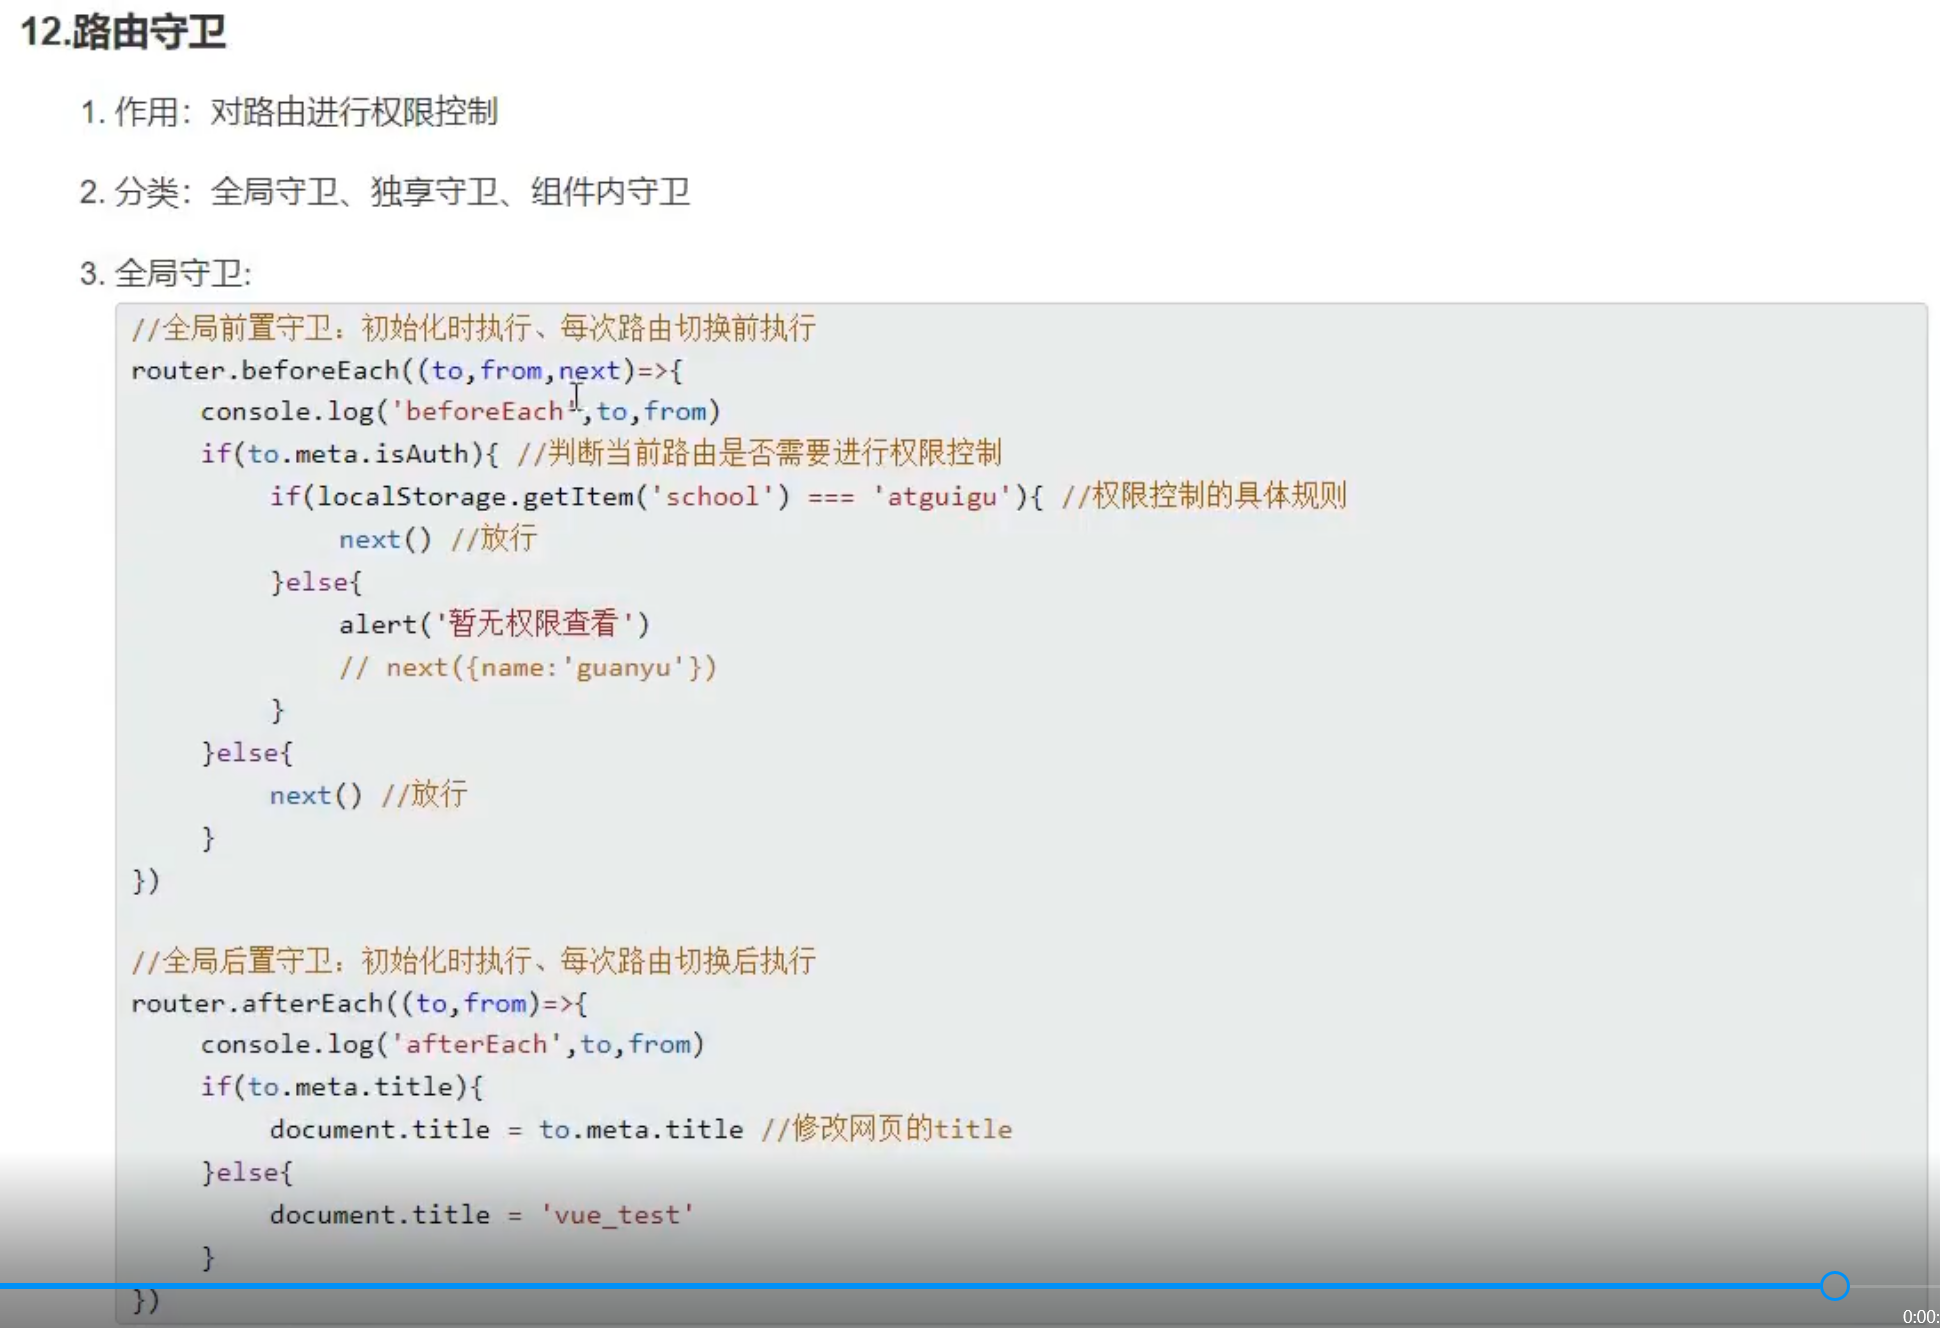 12.路由守卫
1. 作用：对路由进行权限控制
2. 分类：全局守卫、独享守卫、组件内守卫
3. 全局守卫:
//全局前置守卫：初始化时执行、每次路由切换前执行
router.beforeEach((to,from,next)=>{
console.log('beforeEach',to,from)
if(to.meta.isAuth){ //判断当前路由是否需要进行权限控制
if(localStorage.getItem('school') === 'atguigu'){ //权限控制的具体规则
next() //放行
}else{
alert('暂无权限查看')
// next({name:'guanyu'})
}
}else{
next() //放行
}
})
//全局后置守卫：初始化时执行、每次路由切换后执行
router.afterEach((to,from)=>{
console.log('afterEach',to,from)
if(to.meta.title){
document.title = to.meta.title //修改网页的title
}else{
document.title = 'vue_test'
}
})
0:00: